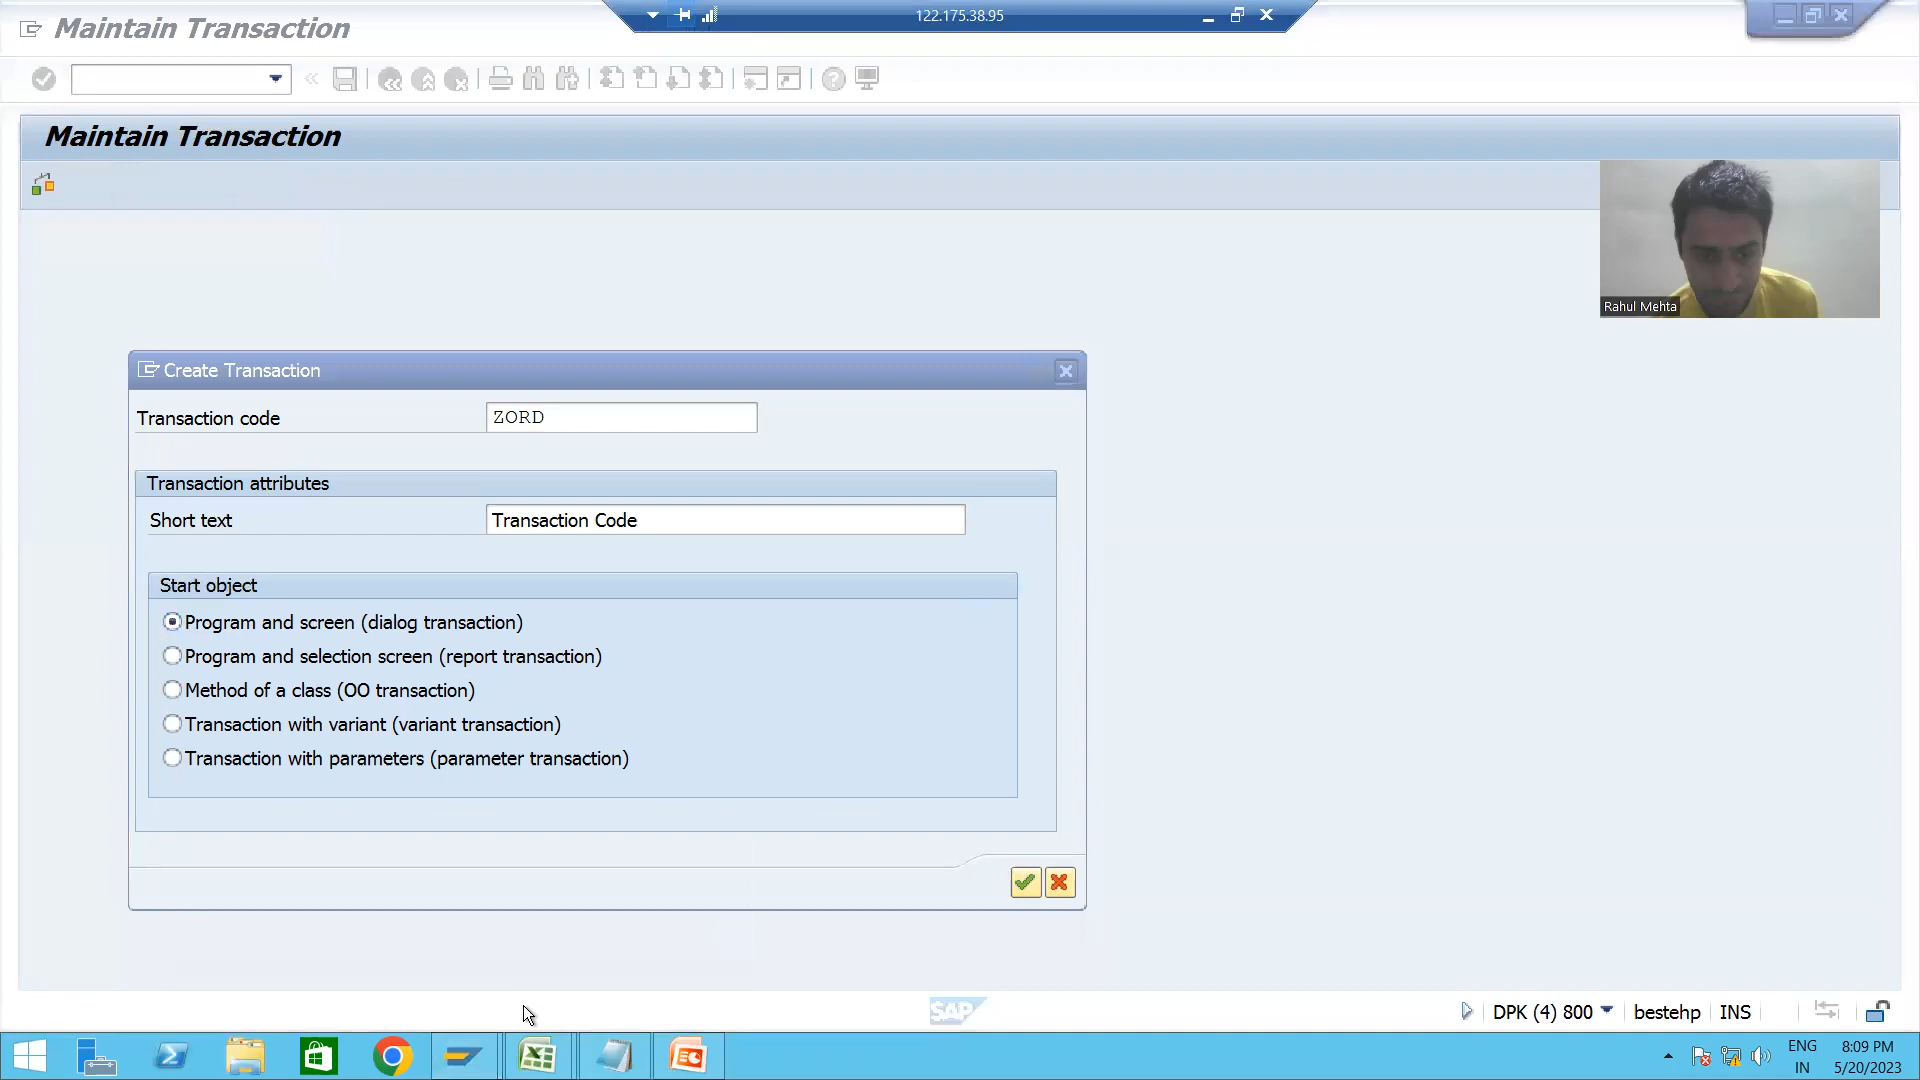 Maintain Transaction
122.175.38.95
Maintain Transaction
Rahul Mehta
Create Transaction
Transaction code
ZORD
Transaction attributes
Short text
Transaction Code
Start object
Program and screen (dialog transaction)
Program and selection screen (report transaction)
Method of a class (OO transaction)
Transaction with variant (variant transaction)
Transaction with parameters (parameter transaction)
SAP
DPK (4) 800
bestehp
INS
ENG
IN
8:09 PM
5/20/2023